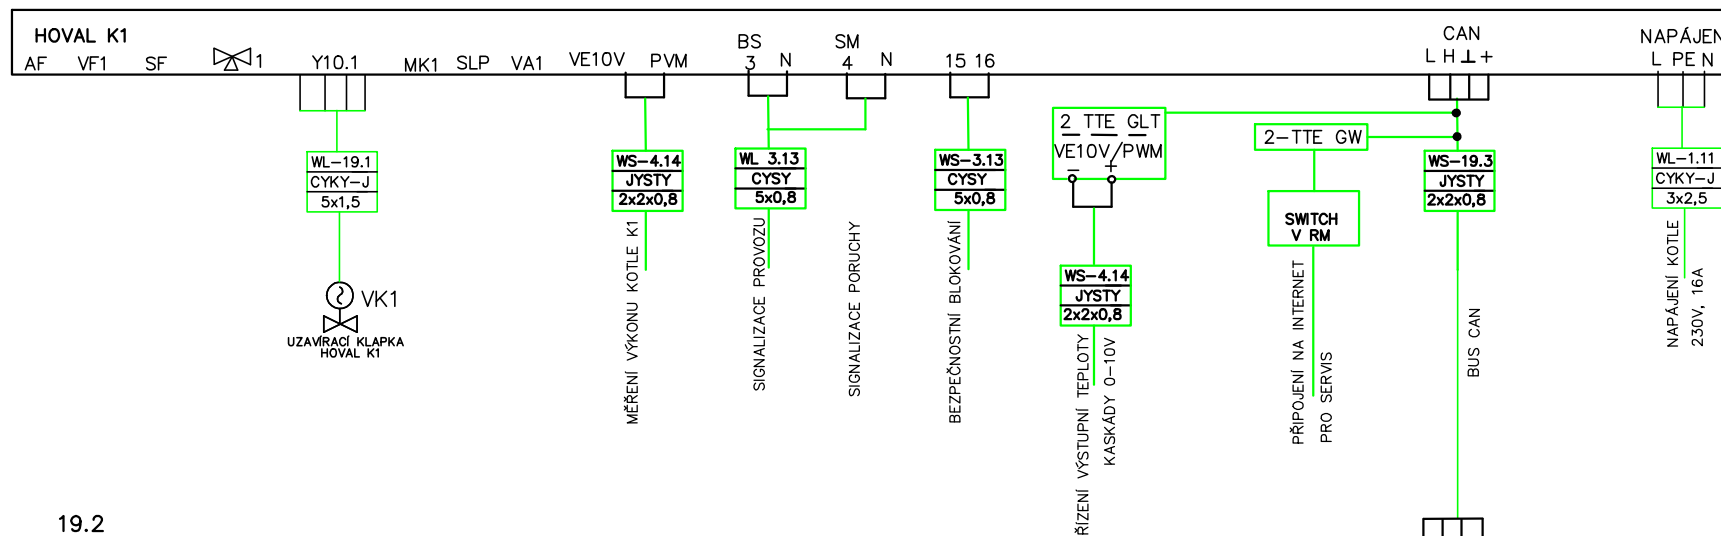 HOVAL K1
BS
SM
CAN
NAPÁJEN
AF VF1 SF 1 Y10.1 MK1 SLP VA1 VE10V PVM 3 N 4 N 15 16 L H ⊥ + L PE N
2 TTE GLT
VE10V/PWM
– +
2-TTE GW
WL-19.1
CYKY-J
5x1,5
WS-4.14
JYSTY
2x2x0,8
WL 3.13
CYSY
5x0,8
WS-3.13
CYSY
5x0,8
WS-19.3
JYSTY
2x2x0,8
WL-1.11
CYKY-J
3x2,5
SWITCH
V RM
WS-4.14
JYSTY
2x2x0,8
VK1
UZAVÍRACÍ KLAPKA
HOVAL K1
MĚŘENÍ VÝKONU KOTLE K1
SIGNALIZACE PROVOZU
SIGNALIZACE PORUCHY
BEZPEČNOSTNÍ BLOKOVÁNÍ
ŘÍZENÍ VÝSTUPNÍ TEPLOTY
KASKÁDY 0-10V
PŘIPOJENÍ NA INTERNET
PRO SERVIS
BUS CAN
NAPÁJENÍ KOTLE
230V, 16A
19.2